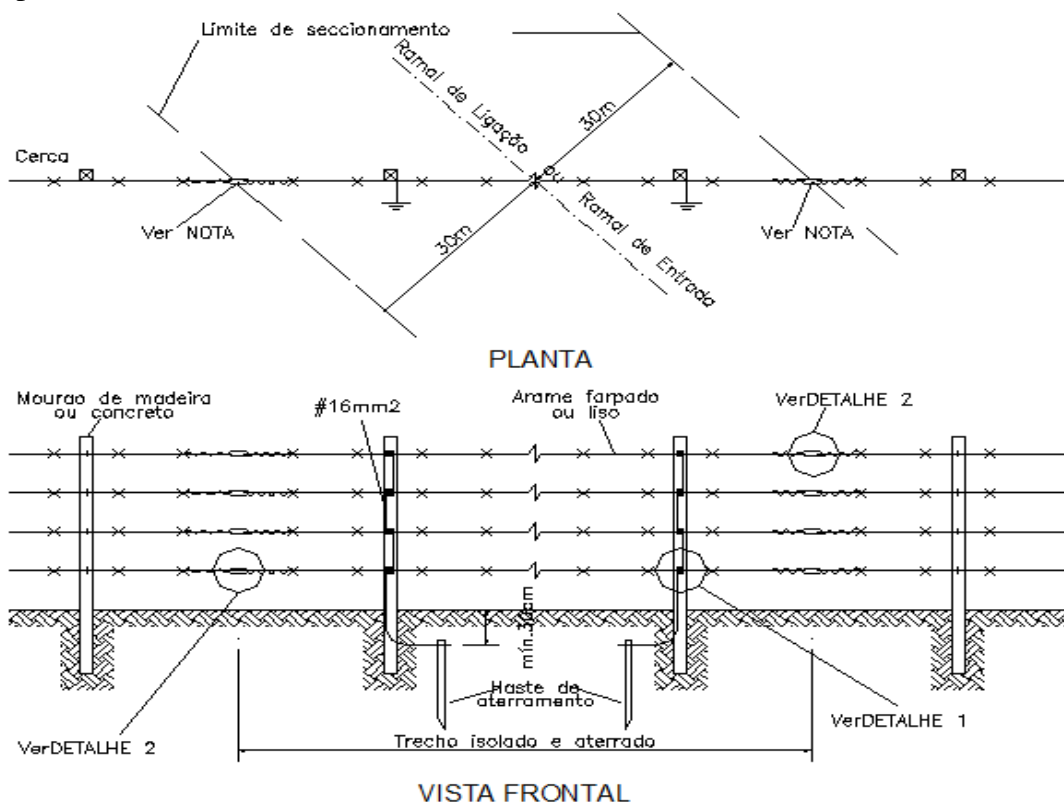 Limite de seccionamento
Ramal de Ligação
ou
Ramal de Entrada
30m
30m
Cerca
Ver NOTA
Ver NOTA
PLANTA
Mourao de madeira
ou concreto
#16mm2
Arame farpado
ou liso
VerDETALHE 2
mín.30cm
Haste de
aterramento
VerDETALHE 2
VerDETALHE 1
Trecho isolado e aterrado
VISTA FRONTAL